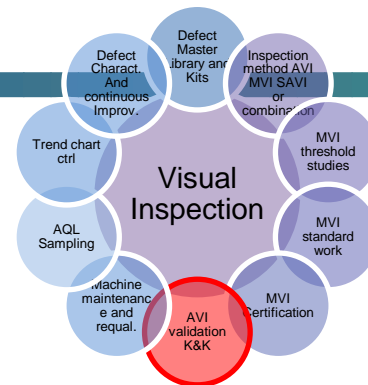 Defect
Master
Library and
Kits
Inspection
method AVI
MVI SAVI
or
combination
MVI
threshold
studies
MVI
standard
work
MVI
Certification
AVI
validation
K&K
Machine
maintenanc
e and
requal.
AQL
Sampling
Trend chart
ctrl
Defect
Charact.
And
continuous
Improv.
Visual
Inspection